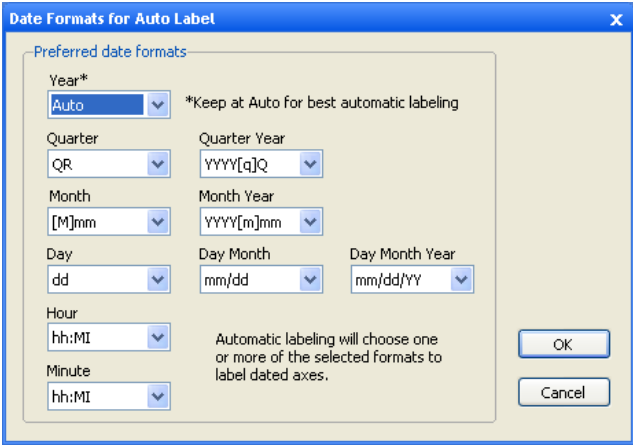 Date Formats for Auto Label
Preferred date formats
Year*
Auto
*Keep at Auto for best automatic labeling
Quarter
Quarter Year
QR
YYYY[q]Q
Month
Month Year
[M]mm
YYYY[m]mm
Day
Day Month
Day Month Year
dd
mm/dd
mm/dd/YY
Hour
hh:MI
Automatic labeling will choose one
or more of the selected formats to
label dated axes.
Minute
hh:MI
OK
Cancel